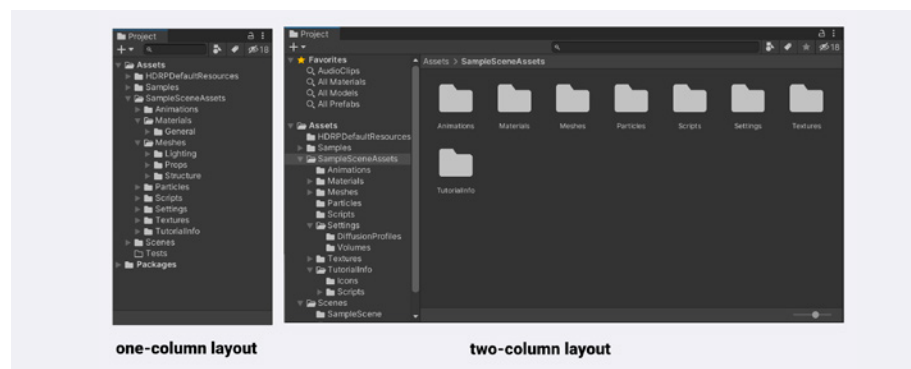 Project
18
Assets
HDRPDefaultResources
Samples
SampleSceneAssets
Animations
Materials
General
Meshes
Lighting
Props
Structure
Particles
Scripts
Settings
Textures
TutorialInfo
Scenes
Tests
Packages
one-column layout
Project
18
Favorites
AudioClips
All Materials
All Models
All Prefabs
Assets
HDRPDefaultResources
Samples
SampleSceneAssets
Animations
Materials
Meshes
Particles
Scripts
Settings
DiffusionProfiles
Volumes
Textures
TutorialInfo
Icons
Scripts
Scenes
SampleScene
Assets > SampleSceneAssets
Animations Materials Meshes Particles Scripts Settings Textures
TutorialInfo
two-column layout